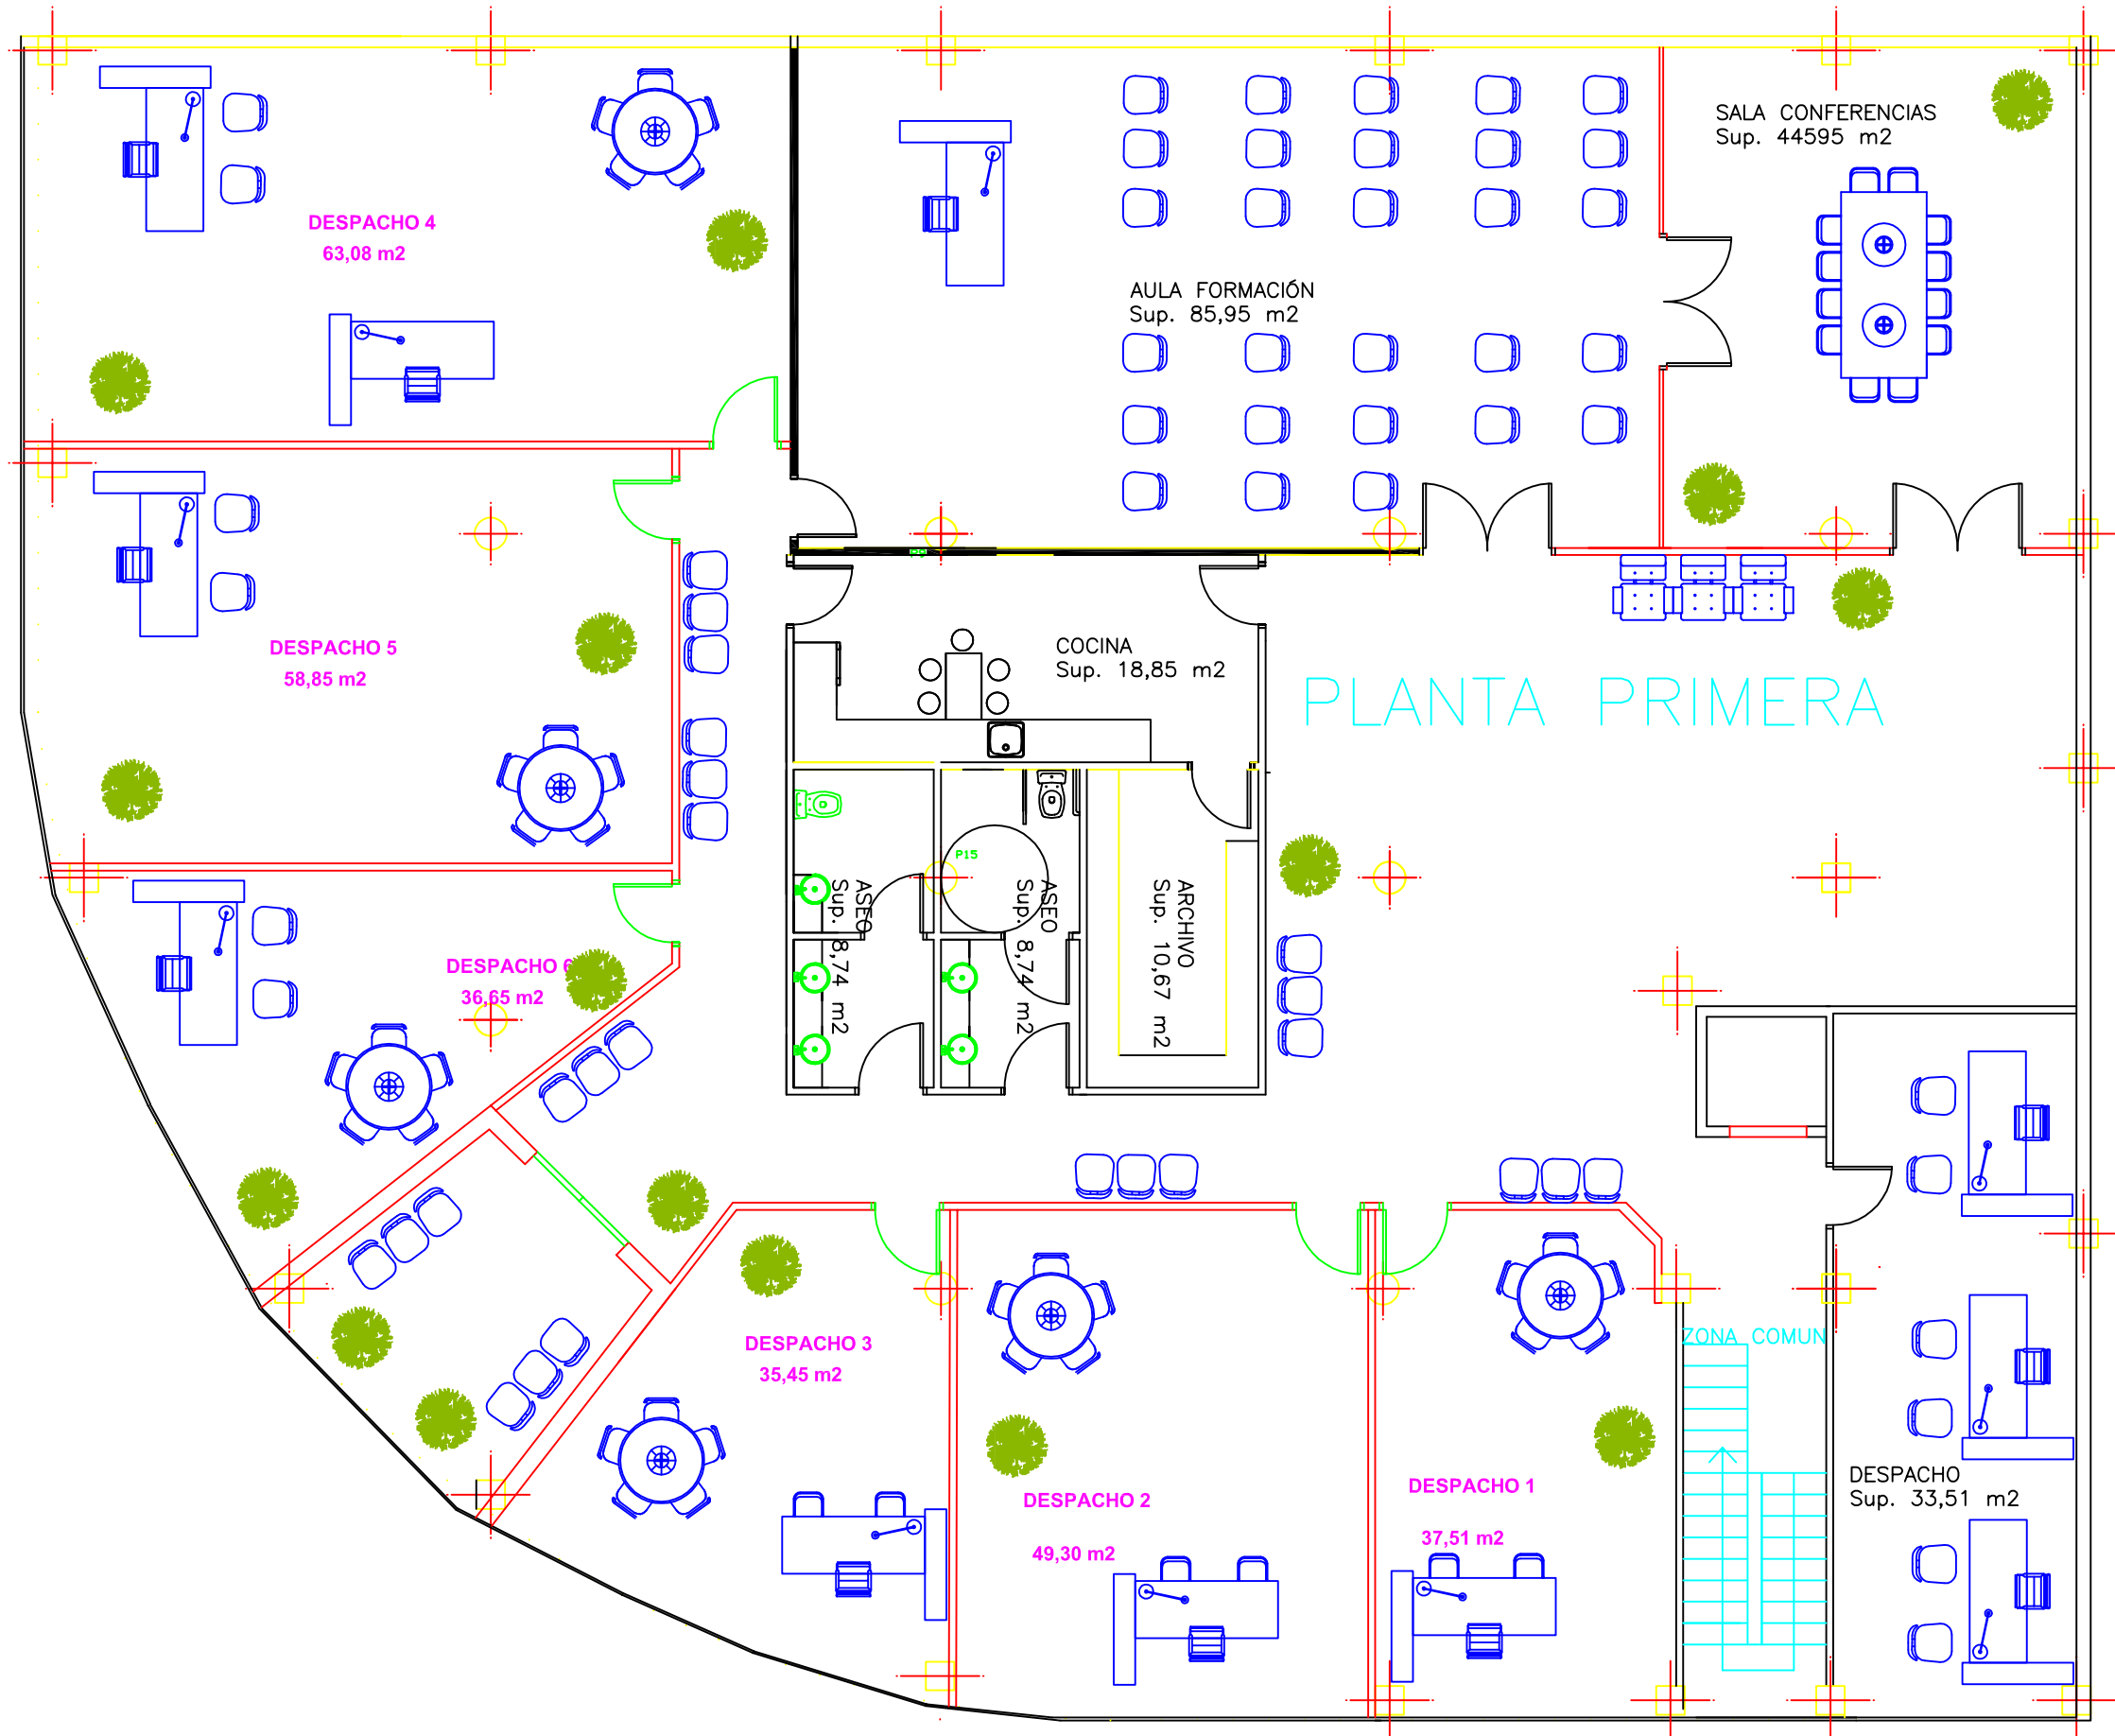 SALA CONFERENCIAS
Sup. 44595 m2
DESPACHO 4
63,08 m2
AULA FORMACIÓN
Sup. 85,95 m2
DESPACHO 5
58,85 m2
COCINA
Sup. 18,85 m2
PLANTA PRIMERA
P15
ASEO
Sup. 8,74 m2
ASEO
Sup. 8,74 m2
ARCHIVO
Sup. 10,67 m2
DESPACHO 6
36,65 m2
DESPACHO 3
35,45 m2
ZONA COMUN
DESPACHO 2
49,30 m2
DESPACHO 1
37,51 m2
DESPACHO
Sup. 33,51 m2